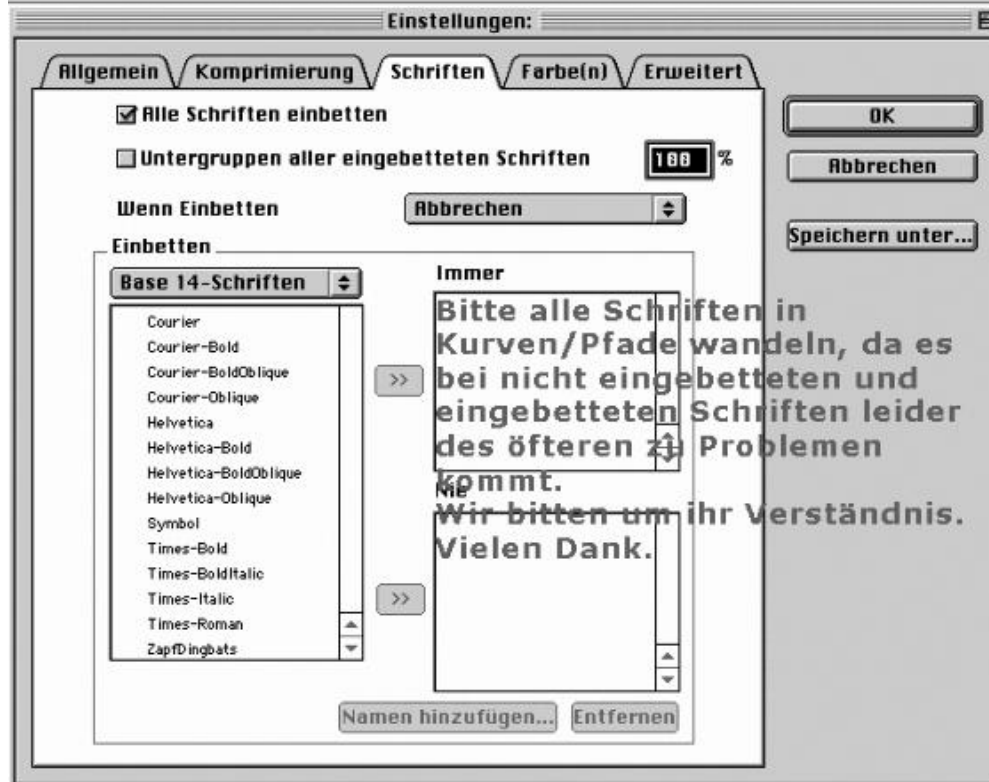 Einstellungen:
Allgemein Komprimierung Schriften Farbe(n) Erweitert
Alle Schriften einbetten
Untergruppen aller eingebetteten Schriften 100 %
Wenn Einbetten Abbrechen
OK
Abbrechen
Speichern unter...
Einbetten
Base 14-Schriften
Courier
Courier-Bold
Courier-BoldOblique
Courier-Oblique
Helvetica
Helvetica-Bold
Helvetica-BoldOblique
Helvetica-Oblique
Symbol
Times-Bold
Times-BoldItalic
Times-Italic
Times-Roman
ZapfDingbats
>>
>>
Immer
Bitte alle Schriften in
Kurven/Pfade wandeln, da es
bei nicht eingebetteten und
eingebetteten Schriften leider
des öfteren zu Problemen
kommt.
Nie
Wir bitten um ihr Verständnis.
Vielen Dank.
Namen hinzufügen... Entfernen